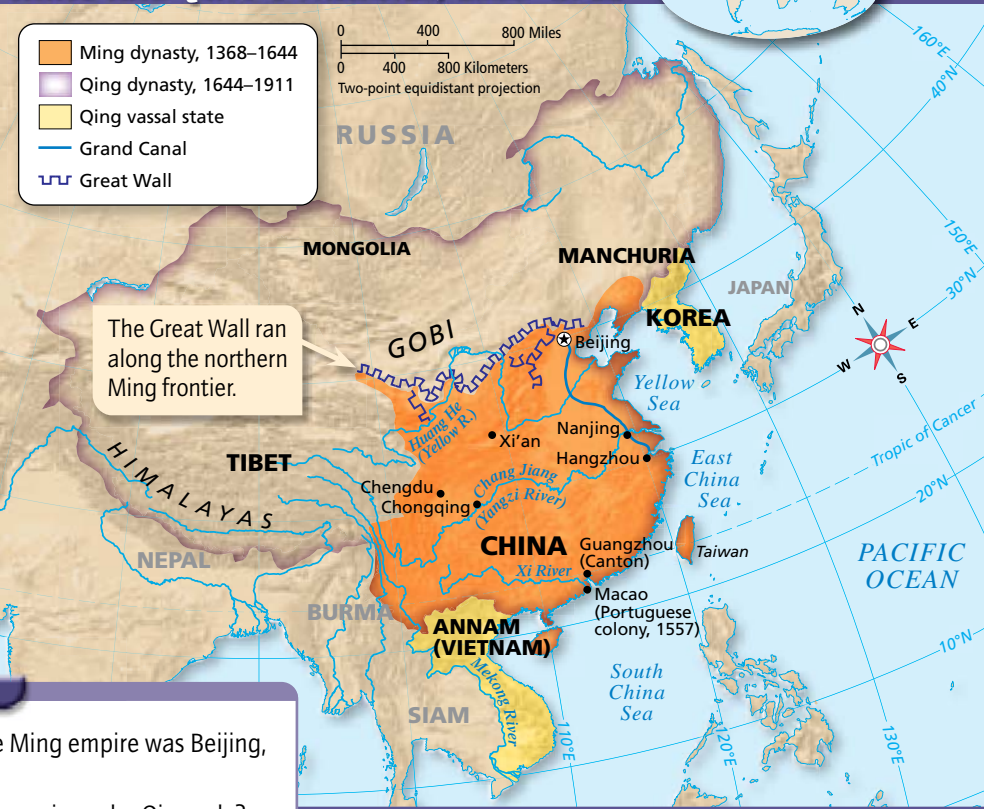 Ming dynasty, 1368–1644
Qing dynasty, 1644–1911
Qing vassal state
Grand Canal
Great Wall
0 400 800 Miles
0 400 800 Kilometers
Two-point equidistant projection
160°E
40°N
150°E
30°N
RUSSIA
MONGOLIA
MANCHURIA
JAPAN
KOREA
N
E
W
S
The Great Wall ran
along the northern
Ming frontier.
GOBI
Beijing
Yellow
Sea
Huang He
(Yellow R.)
Xi'an
Nanjing
Hangzhou
Tropic of Cancer
TIBET
HIMALAYAS
Chengdu
Chongqing
Chang Jiang
(Yangzi River)
East
China
Sea
20°N
CHINA
Guangzhou
(Canton)
Taiwan
PACIFIC
OCEAN
NEPAL
Xi River
Macao
(Portuguese
colony, 1557)
BURMA
ANNAM
(VIETNAM)
10°N
Mekong River
South
China
Sea
SIAM
110°E
120°E
130°E
Ming empire was Beijing,